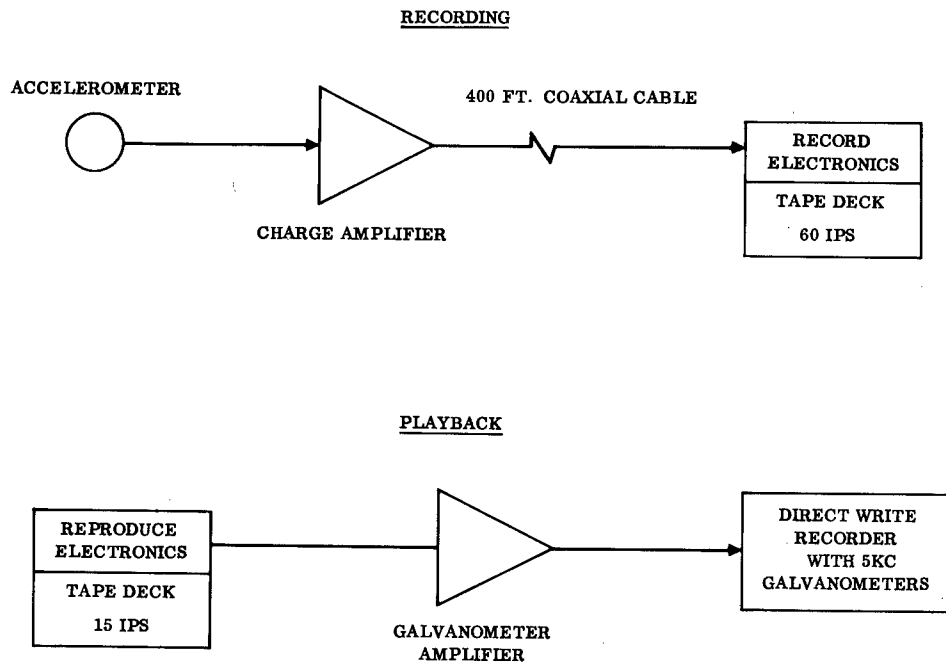 RECORDING
ACCELEROMETER
400 FT. COAXIAL CABLE
CHARGE AMPLIFIER
RECORD
ELECTRONICS
TAPE DECK
60 IPS
PLAYBACK
REPRODUCE
ELECTRONICS
TAPE DECK
15 IPS
GALVANOMETER
AMPLIFIER
DIRECT WRITE
RECORDER
WITH 5KC
GALVANOMETERS